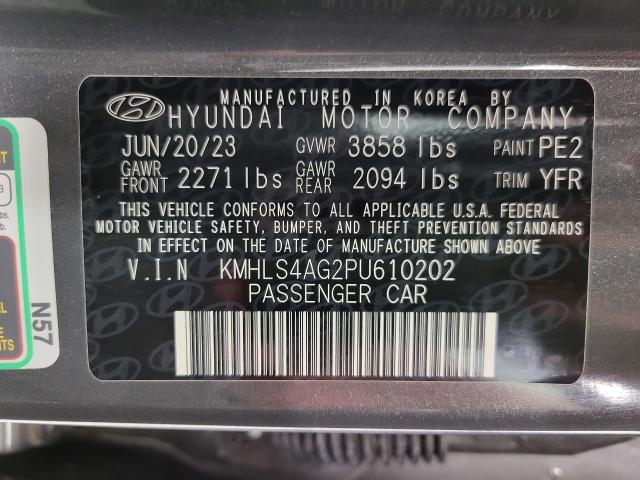 MANUFACTURED IN KOREA BY
HYUNDAI MOTOR COMPANY
JUN/20/23 GVWR 3858 lbs PAINT PE2
GAWR FRONT 2271 lbs GAWR REAR 2094 lbs TRIM YFR
THIS VEHICLE CONFORMS TO ALL APPLICABLE U.S.A. FEDERAL
MOTOR VEHICLE SAFETY, BUMPER, AND THEFT PREVENTION STANDARDS
IN EFFECT ON THE DATE OF MANUFACTURE SHOWN ABOVE.
V.I.N KMHLS4AG2PU610202
PASSENGER CAR
N57